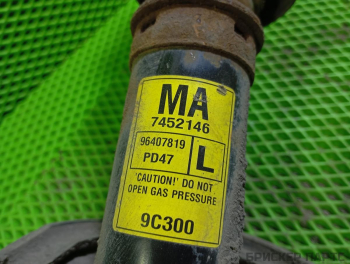 MA
7452146
96407819
PD47
L
'CAUTION!' DO NOT
OPEN GAS PRESSURE
9C300